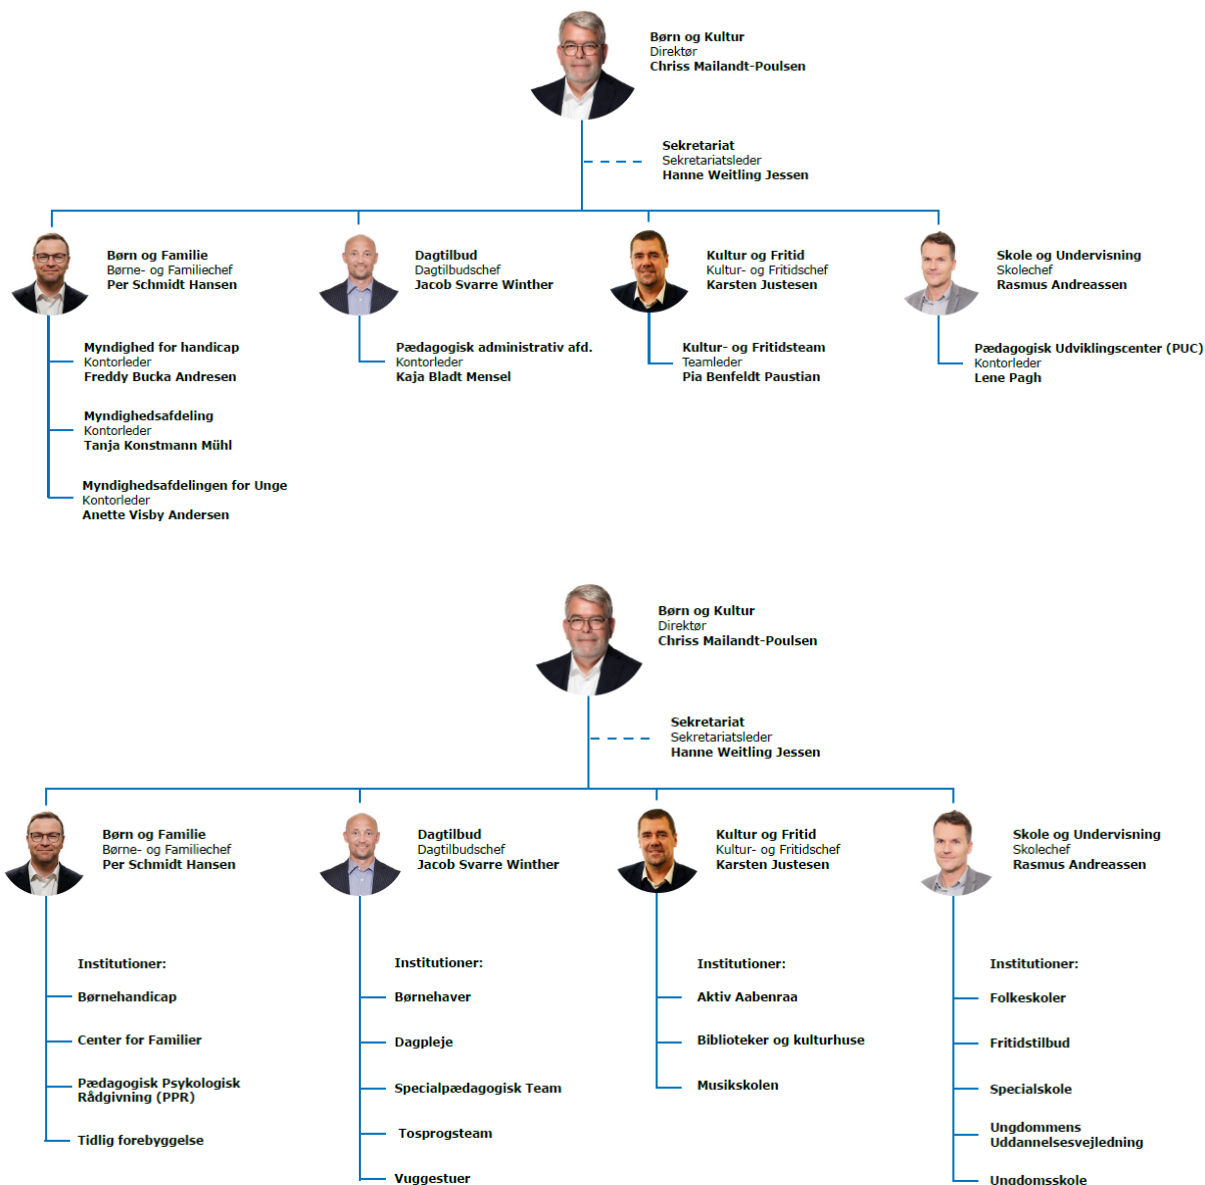 Børn og Kultur
Direktør
Chriss Mailandt-Poulsen
Sekretariat
Sekretariatsleder
Hanne Weitling Jessen
Børn og Familie
Børne- og Familiechef
Per Schmidt Hansen
Dagtilbud
Dagtilbudschef
Jacob Svarre Winther
Kultur og Fritid
Kultur- og Fritidschef
Karsten Justesen
Skole og Undervisning
Skolechef
Rasmus Andreassen
Myndighed for handicap
Kontorleder
Freddy Bucka Andresen
Myndighedsafdeling
Kontorleder
Tanja Konstmann Mühl
Myndighedsafdelingen for Unge
Kontorleder
Anette Visby Andersen
Pædagogisk administrativ afd.
Kontorleder
Kaja Bladt Mensel
Kultur- og Fritidsteam
Teamleder
Pia Benfeldt Paustian
Pædagogisk Udviklingscenter (PUC)
Kontorleder
Lene Pagh
Børn og Kultur
Direktør
Chriss Mailandt-Poulsen
Sekretariat
Sekretariatsleder
Hanne Weitling Jessen
Børn og Familie
Børne- og Familiechef
Per Schmidt Hansen
Dagtilbud
Dagtilbudschef
Jacob Svarre Winther
Kultur og Fritid
Kultur- og Fritidschef
Karsten Justesen
Skole og Undervisning
Skolechef
Rasmus Andreassen
Institutioner:
Børnehandicap
Center for Familier
Pædagogisk Psykologisk
Rådgivning (PPR)
Tidlig forebyggelse
Institutioner:
Børnehaver
Dagpleje
Specialpædagogisk Team
Tosprogsteam
Vuggestuer
Institutioner:
Aktiv Aabenraa
Biblioteker og kulturhuse
Musikskolen
Institutioner:
Folkeskoler
Fritidstilbud
Specialskole
Ungdommens
Uddannelsesvejledning
Ungdomsskole